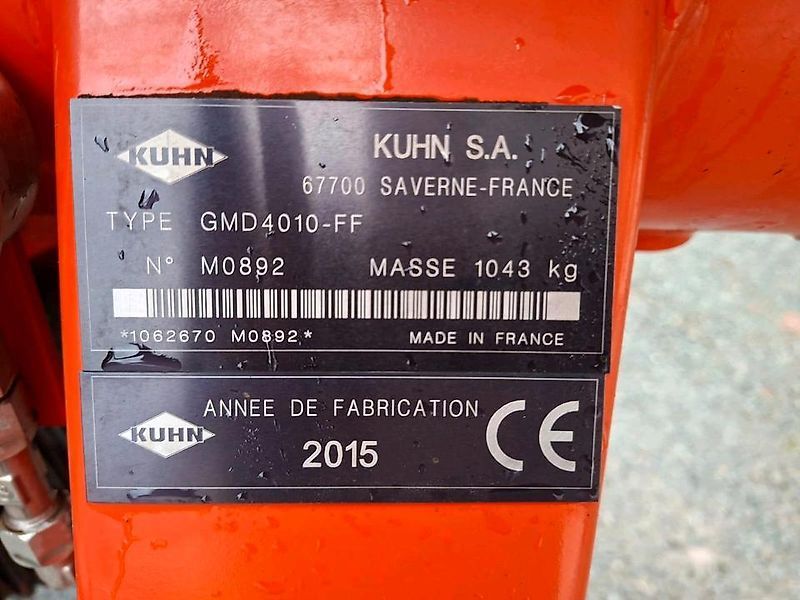 KUHN
KUHN S.A.
67700 SAVERNE-FRANCE
TYPE GMD4010-FF
N° M0892 MASSE 1043 kg
*1062670 M0892* MADE IN FRANCE
KUHN
ANNEE DE FABRICATION
2015
CE